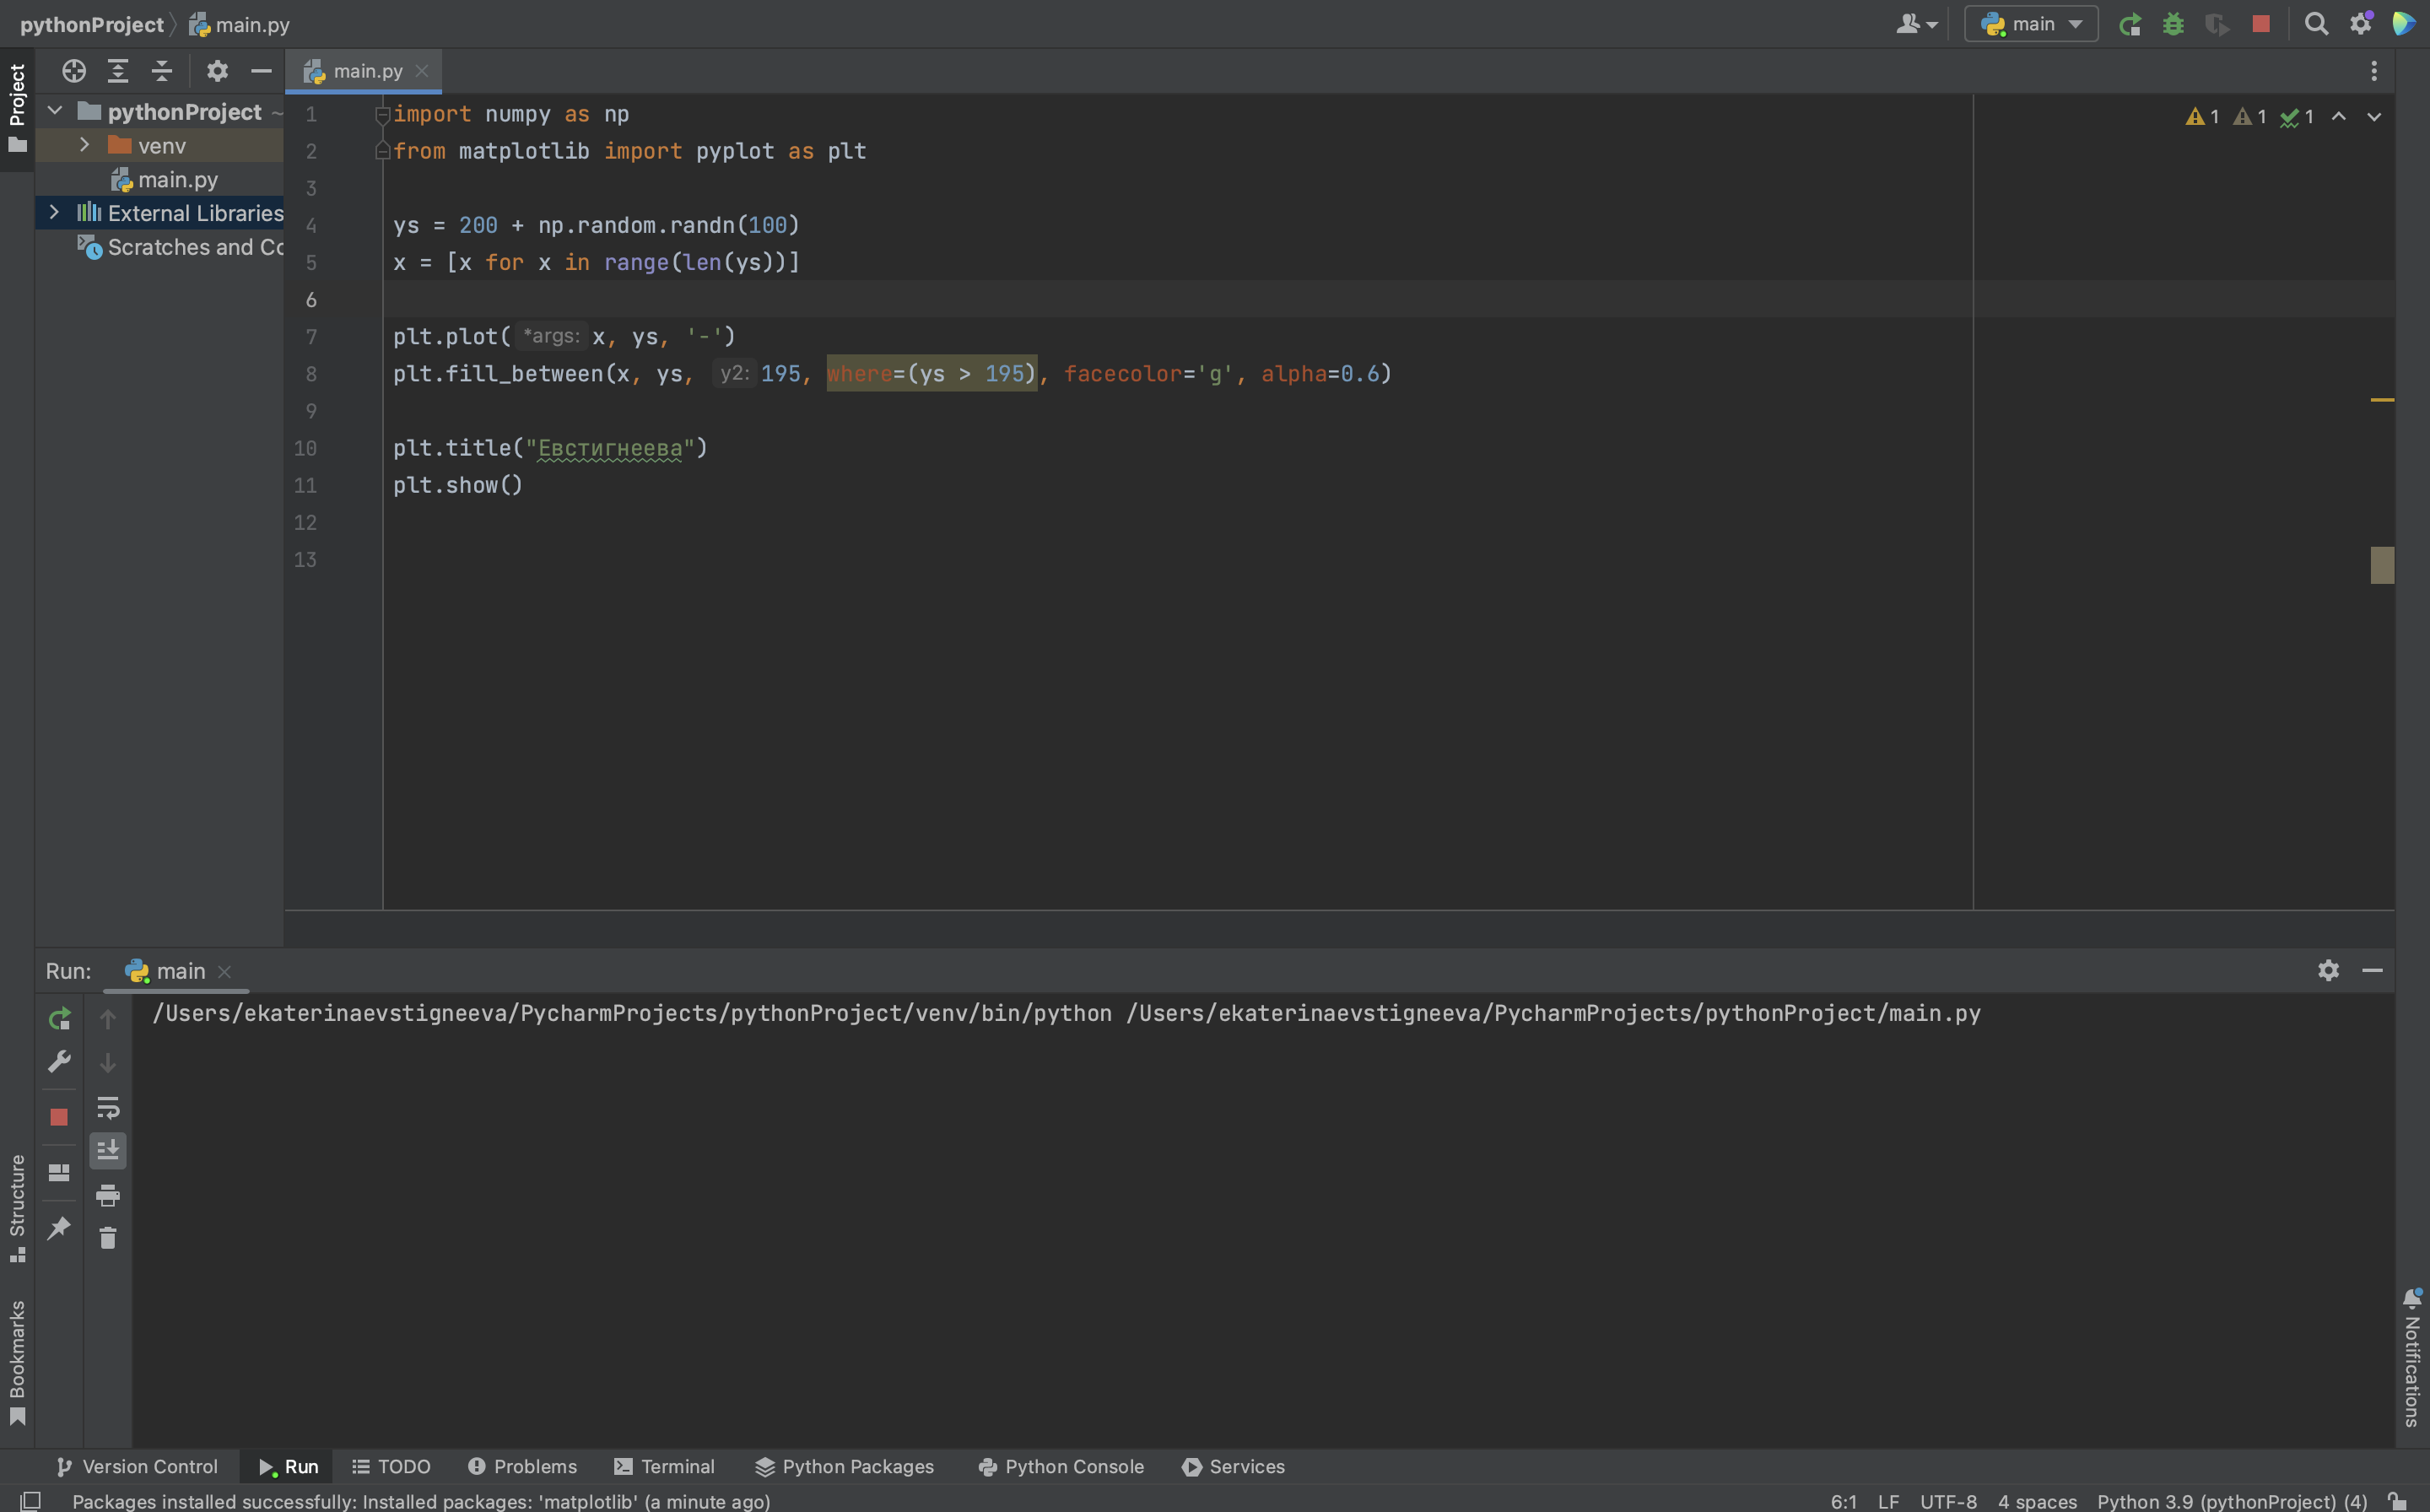 pythonProject main.py
main
Project
main.py
pythonProject ~
venv
main.py
External Libraries
Scratches and Co
1 import numpy as np
2 from matplotlib import pyplot as plt
3
4 ys = 200 + np.random.randn(100)
5 x = [x for x in range(len(ys))]
6
7 plt.plot( *args: x, ys, '-')
8 plt.fill_between(x, ys, y2: 195, where=(ys > 195), facecolor='g', alpha=0.6)
9
10 plt.title("Евстигнеева")
11 plt.show()
12
13
1 1 1
Run: main
/Users/ekaterinaevstigneeva/PycharmProjects/pythonProject/venv/bin/python /Users/ekaterinaevstigneeva/PycharmProjects/pythonProject/main.py
Structure
Bookmarks
Notifications
Version Control Run TODO Problems Terminal Python Packages Python Console Services
Packages installed successfully: Installed packages: 'matplotlib' (a minute ago) 6:1 LF UTF-8 4 spaces Python 3.9 (pythonProject) (4)